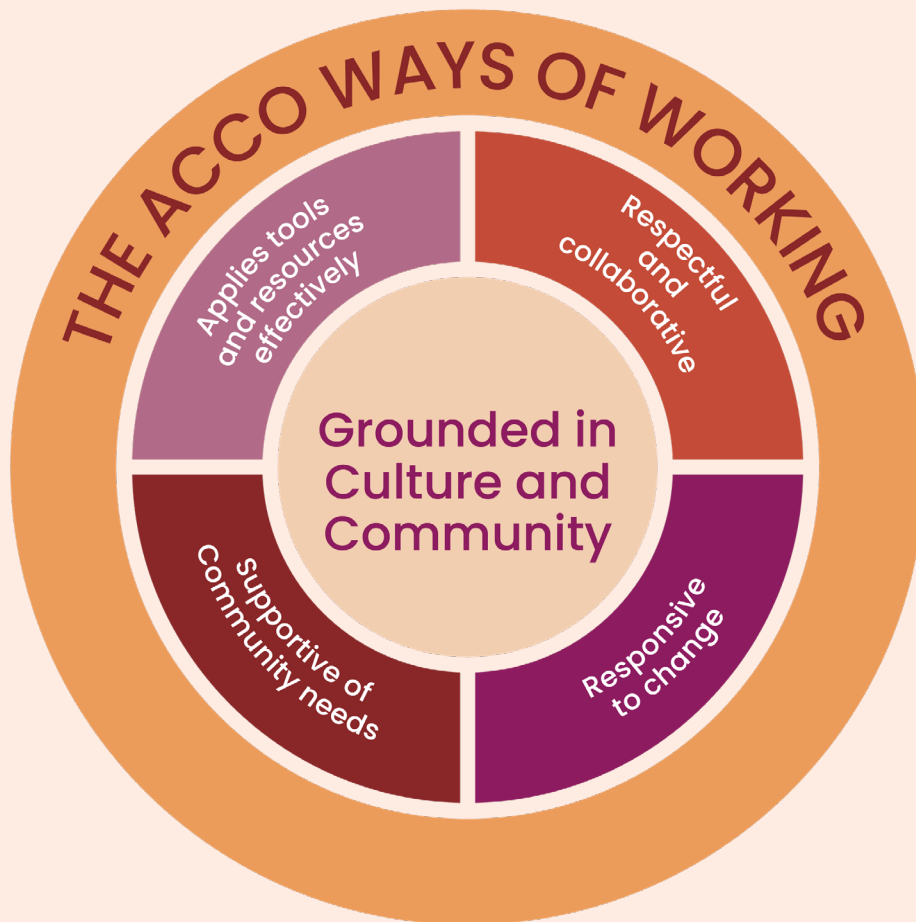 THE ACCO WAYS OF WORKING
Applies tools
and resources
effectively
Respectful
and
collaborative
Grounded in
Culture and
Community
Supportive of
Community needs
Responsive
to change